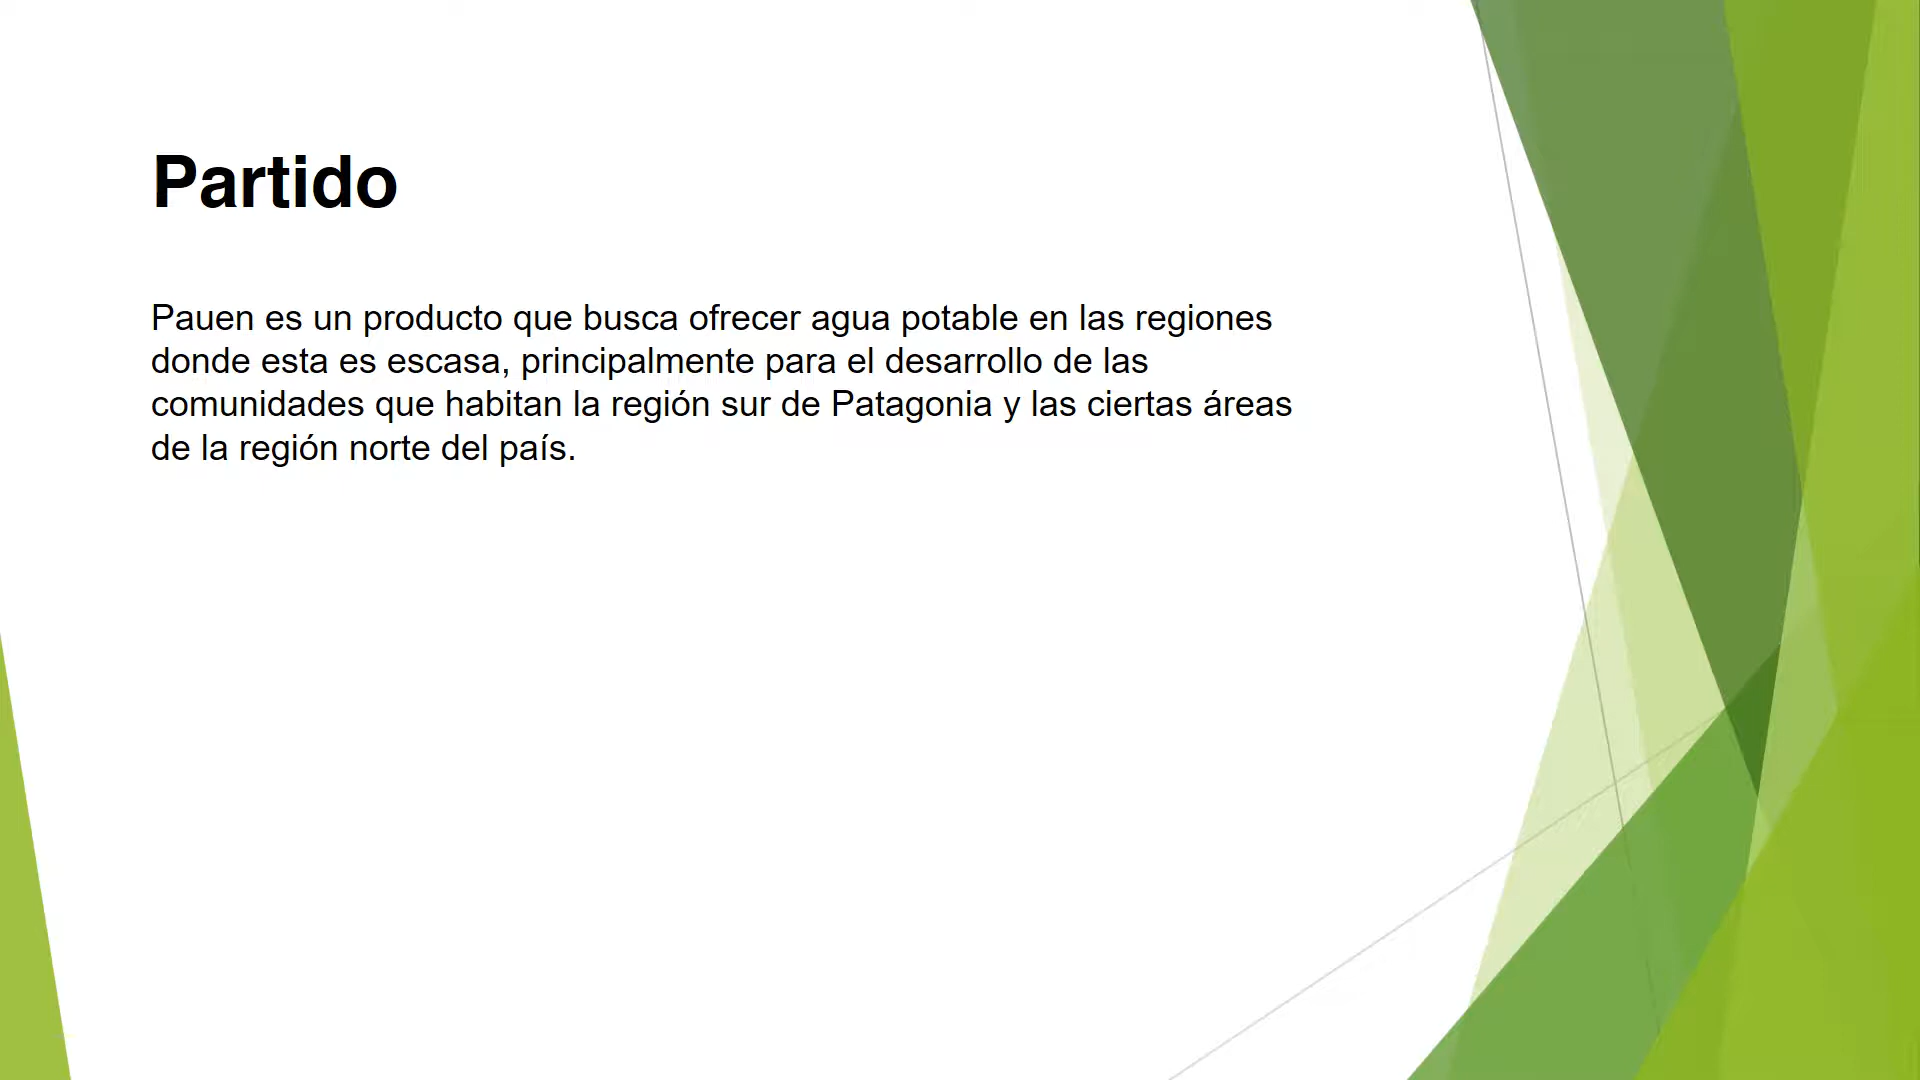 Partido
Pauen es un producto que busca ofrecer agua potable en las regiones
donde esta es escasa, principalmente para el desarrollo de las
comunidades que habitan la región sur de Patagonia y las ciertas áreas
de la región norte del país.